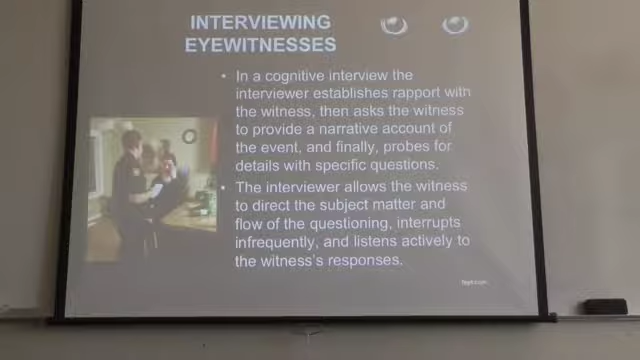 INTERVIEWING
EYEWITNESSES
• In a cognitive interview the
interviewer establishes rapport with
the witness, then asks the witness
to provide a narrative account of
the event, and finally, probes for
details with specific questions.
• The interviewer allows the witness
to direct the subject matter and
flow of the questioning, interrupts
infrequently, and listens actively to
the witness's responses.